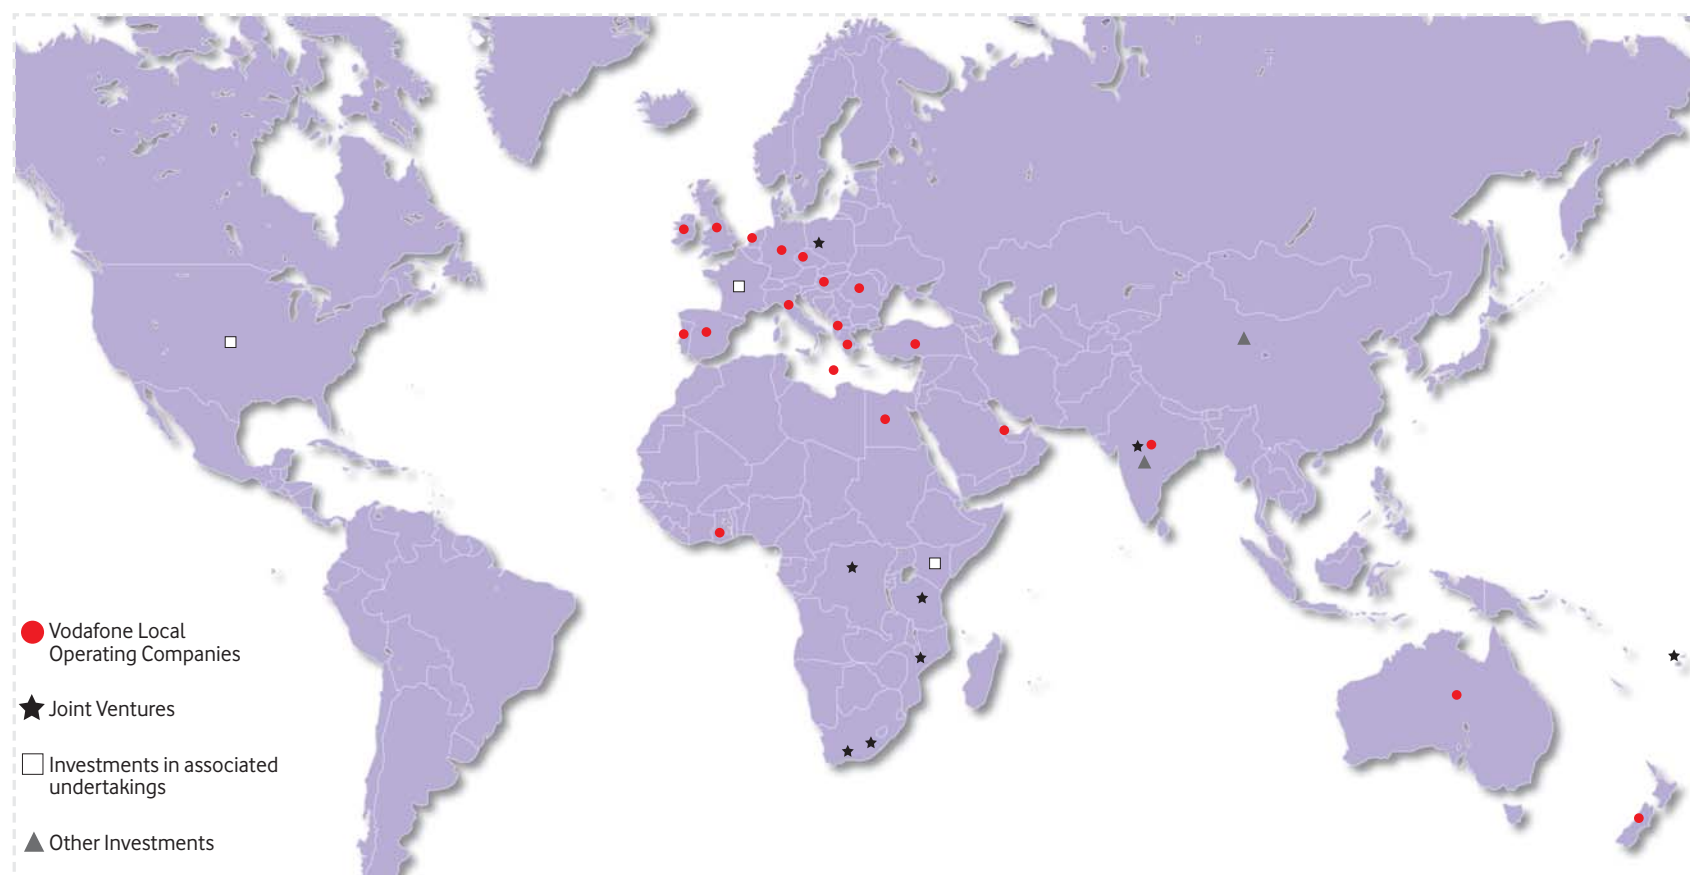 Vodafone Local
Operating Companies
Joint Ventures
Investments in associated
undertakings
Other Investments